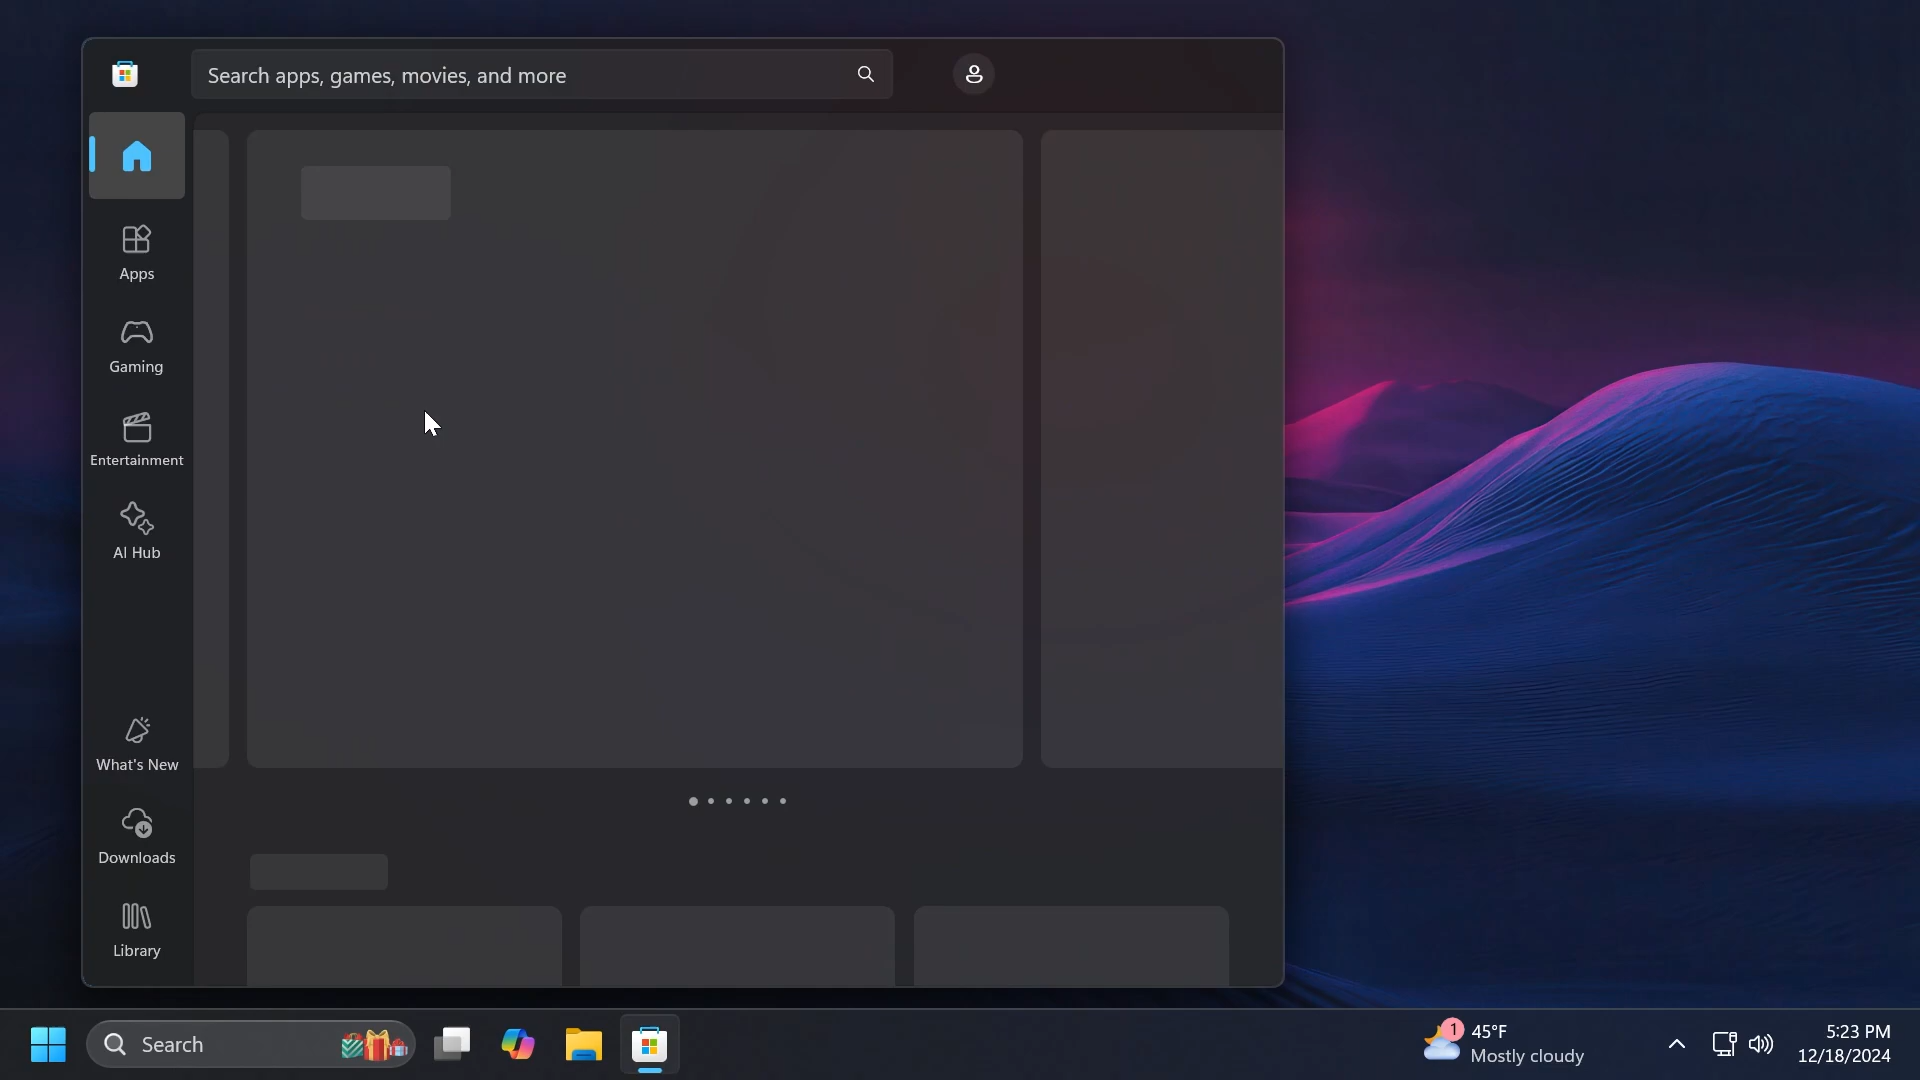 Search apps, games, movies, and more
Apps
Gaming
Entertainment
AI Hub
What's New
Downloads
Library
Search
1
45°F
Mostly cloudy
5:23 PM
12/18/2024